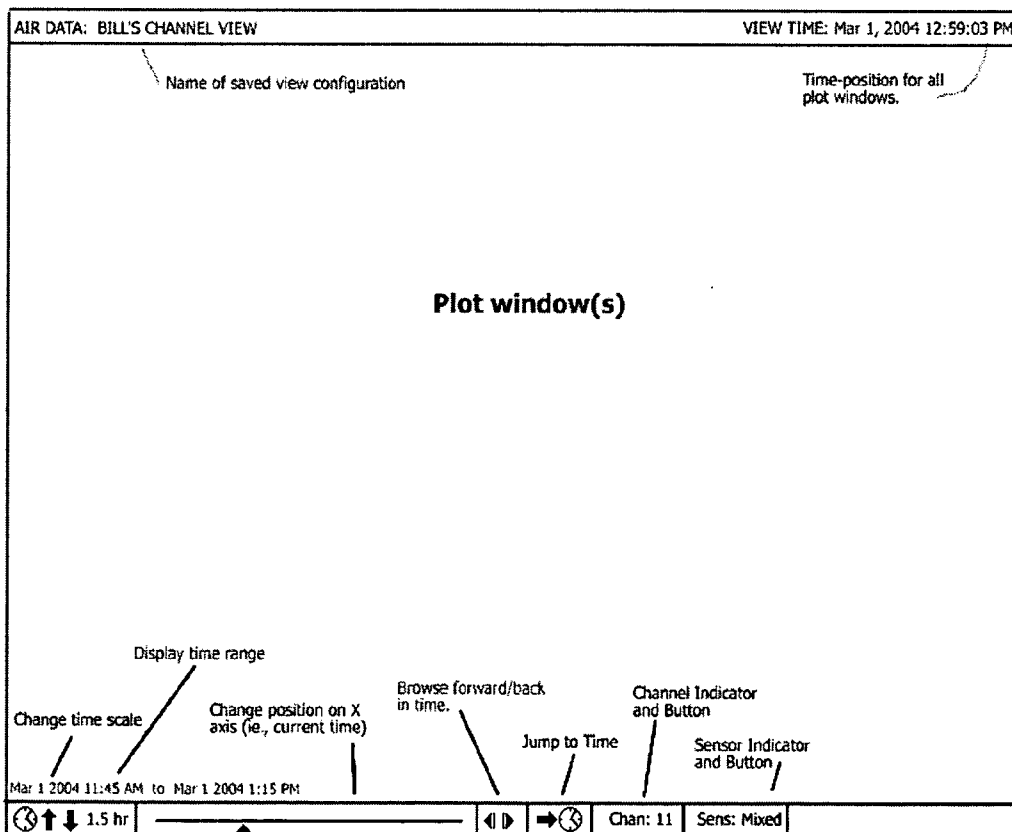 AIR DATA: BILL'S CHANNEL VIEW
VIEW TIME: Mar 1, 2004 12:59:03 PM
Name of saved view configuration
Time-position for all
plot windows.
Plot window(s)
Display time range
Change time scale
Change position on X
axis (ie., current time)
Browse forward/back
in time.
Jump to Time
Channel Indicator
and Button
Sensor Indicator
and Button
Mar 1 2004 11:45 AM to Mar 1 2004 1:15 PM
1.5 hr
Chan: 11
Sens: Mixed